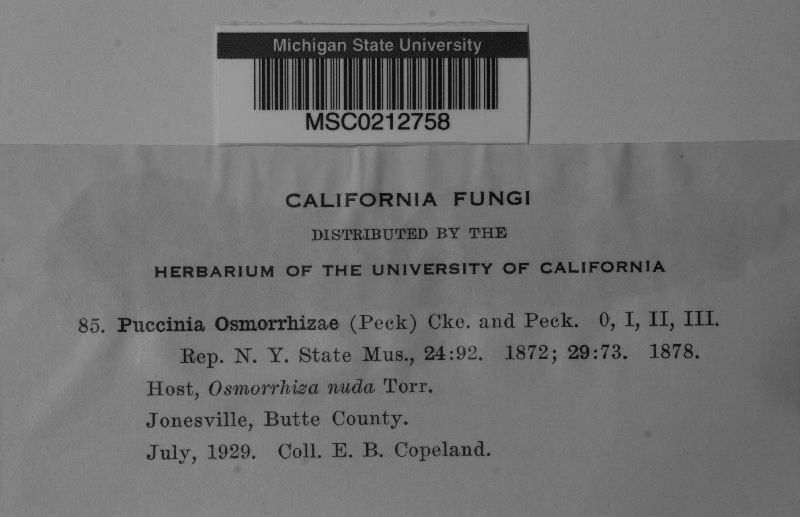 Michigan State University
MSC0212758
CALIFORNIA FUNGI
DISTRIBUTED BY THE
HERBARIUM OF THE UNIVERSITY OF CALIFORNIA
85. Puccinia Osmorrhizae (Peck) Cke. and Peck. 0, I, II, III.
Rep. N. Y. State Mus., 24:92. 1872; 29:73. 1878.
Host, Osmorrhiza nuda Torr.
Jonesville, Butte County.
July, 1929. Coll. E. B. Copeland.